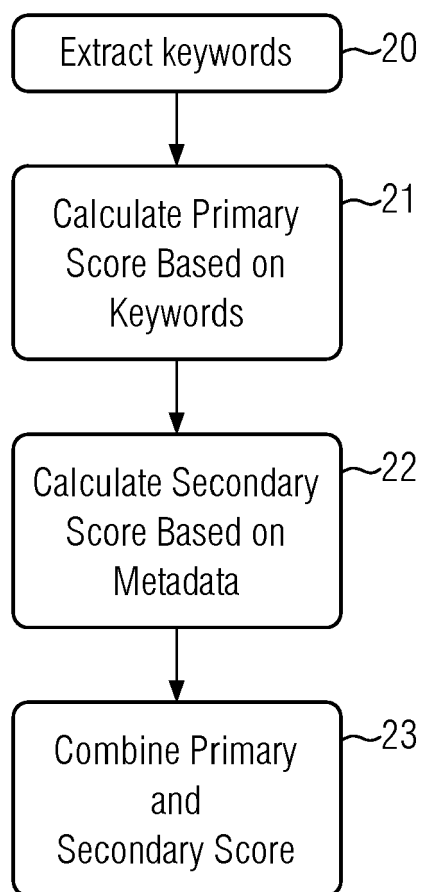 Extract keywords
20
Calculate Primary
Score Based on
Keywords
21
Calculate Secondary
Score Based on
Metadata
22
Combine Primary
and
Secondary Score
23